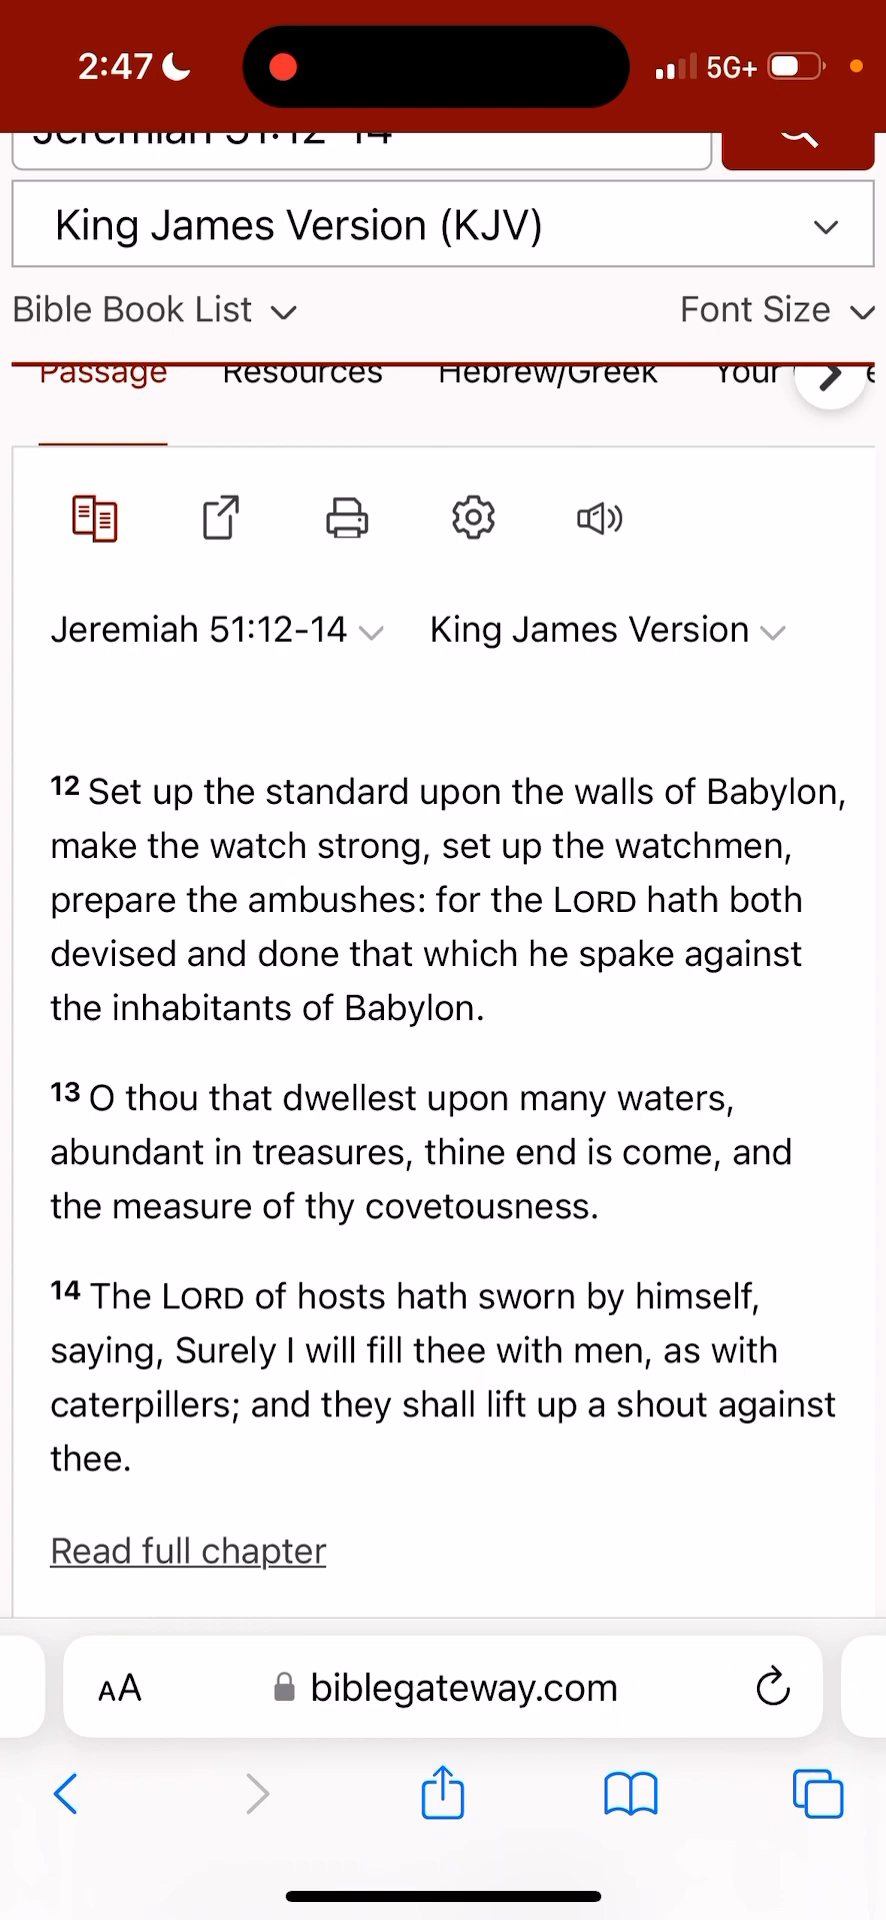 2:47
5G+
Jeremiah 51:12-14
King James Version (KJV)
Bible Book List
Font Size
Passage Resources Hebrew/Greek Your
Jeremiah 51:12-14 King James Version
12 Set up the standard upon the walls of Babylon,
make the watch strong, set up the watchmen,
prepare the ambushes: for the LORD hath both
devised and done that which he spake against
the inhabitants of Babylon.
13 O thou that dwellest upon many waters,
abundant in treasures, thine end is come, and
the measure of thy covetousness.
14 The LORD of hosts hath sworn by himself,
saying, Surely I will fill thee with men, as with
caterpillers; and they shall lift up a shout against
thee.
Read full chapter
AA biblegateway.com